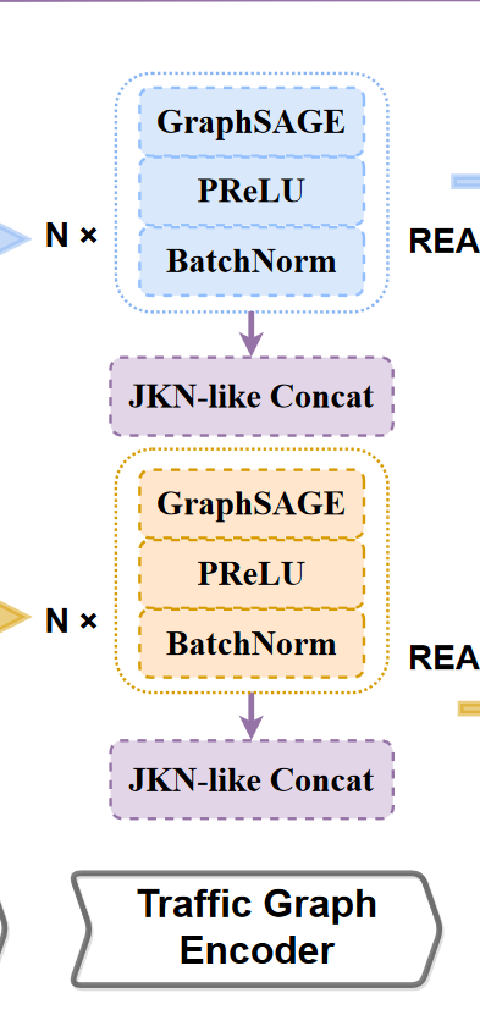 GraphSAGE
PReLU
N ×
BatchNorm
REA
JKN-like Concat
GraphSAGE
PReLU
N ×
BatchNorm
REA
JKN-like Concat
Traffic Graph
Encoder